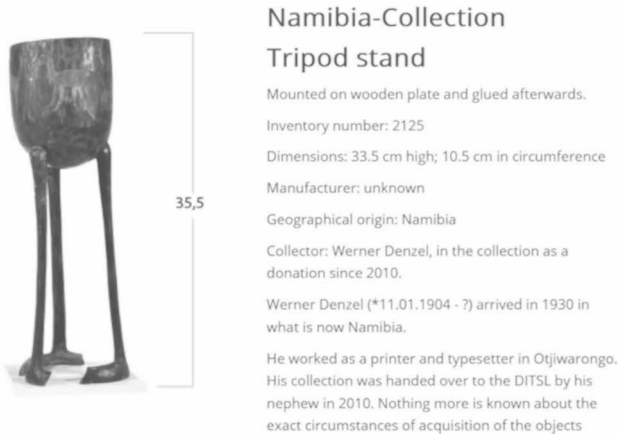 Namibia-Collection
Tripod stand
Mounted on wooden plate and glued afterwards.
Inventory number: 2125
Dimensions: 33.5 cm high; 10.5 cm in circumference
Manufacturer: unknown
35,5
Geographical origin: Namibia
Collector: Werner Denzel, in the collection as a
donation since 2010.
Werner Denzel (*11.01.1904 - ?) arrived in 1930 in
what is now Namibia.
He worked as a printer and typesetter in Otjiwarongo.
His collection was handed over to the DITSL by his
nephew in 2010. Nothing more is known about the
exact circumstances of acquisition of the objects